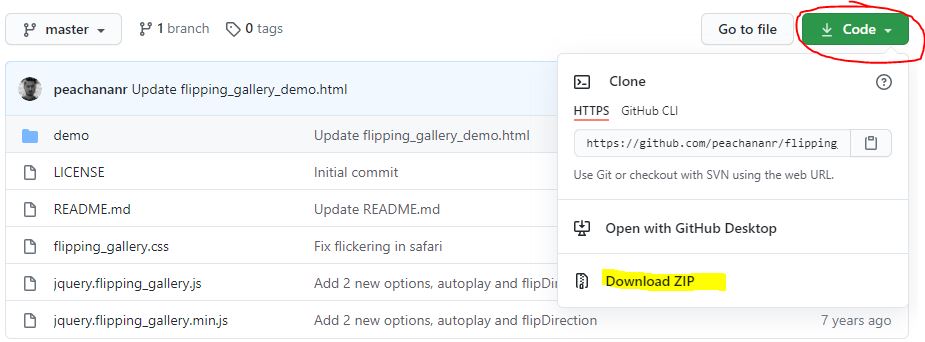 master 1 branch 0 tags Go to file Code
peachananr Update flipping_gallery_demo.html
Clone
demo Update flipping_gallery_demo.html
HTTPS GitHub CLI
https://github.com/peachananr/flipping
LICENSE Initial commit
Use Git or checkout with SVN using the web URL.
README.md Update README.md
Open with GitHub Desktop
flipping_gallery.css Fix flickering in safari
jquery.flipping_gallery.js Add 2 new options, autoplay and flipDi
Download ZIP
jquery.flipping_gallery.min.js Add 2 new options, autoplay and flipDirection 7 years ago